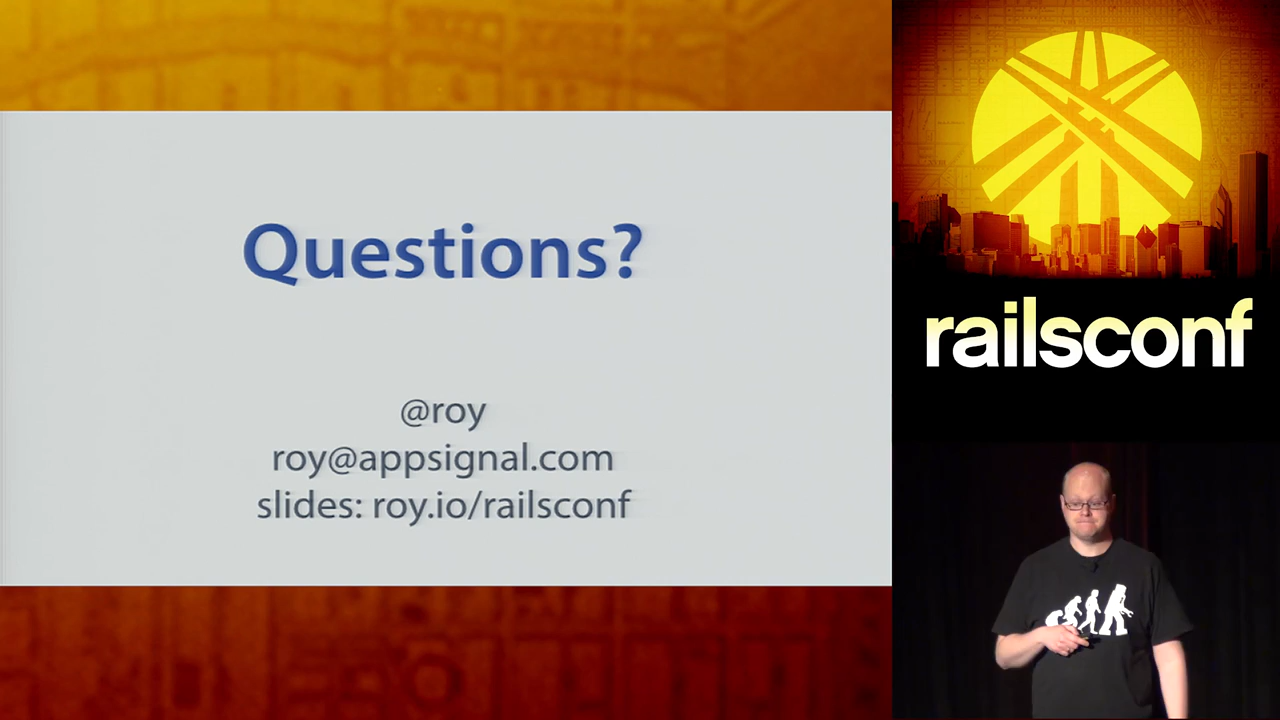 Questions?
@roy
roy@appsignal.com
slides: roy.io/railsconf
railsconf